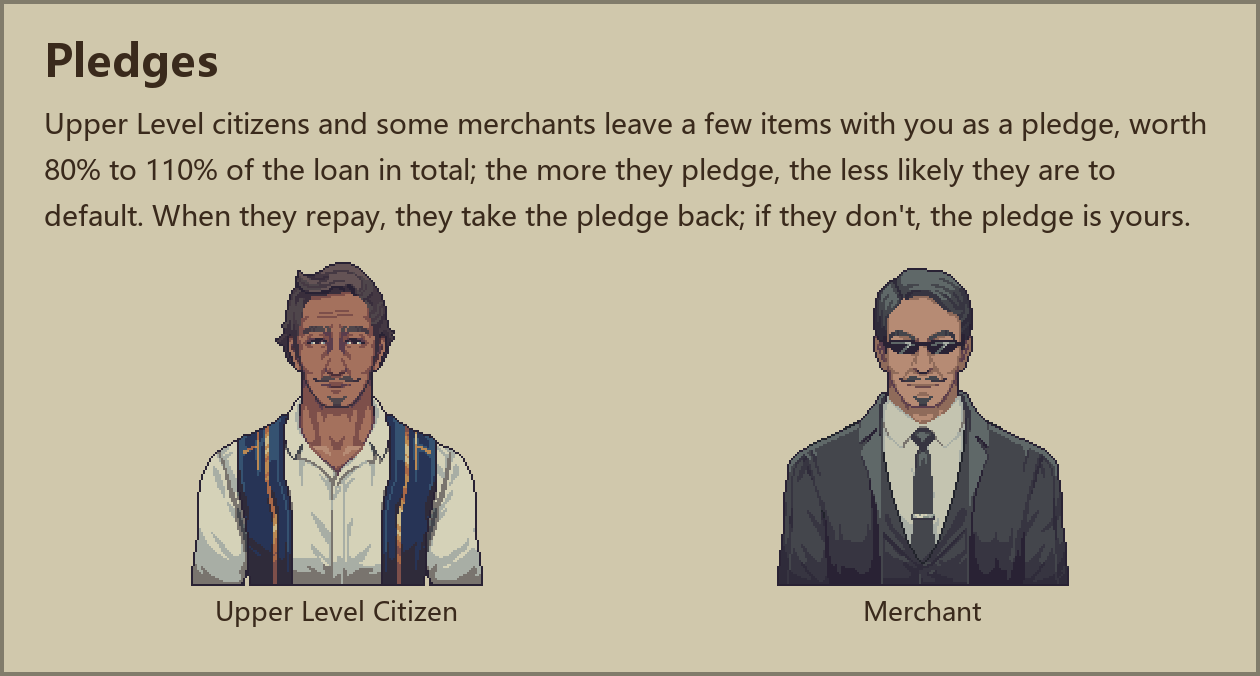 Pledges
Upper Level citizens and some merchants leave a few items with you as a pledge, worth
80% to 110% of the loan in total; the more they pledge, the less likely they are to
default. When they repay, they take the pledge back; if they don't, the pledge is yours.
Upper Level Citizen
Merchant